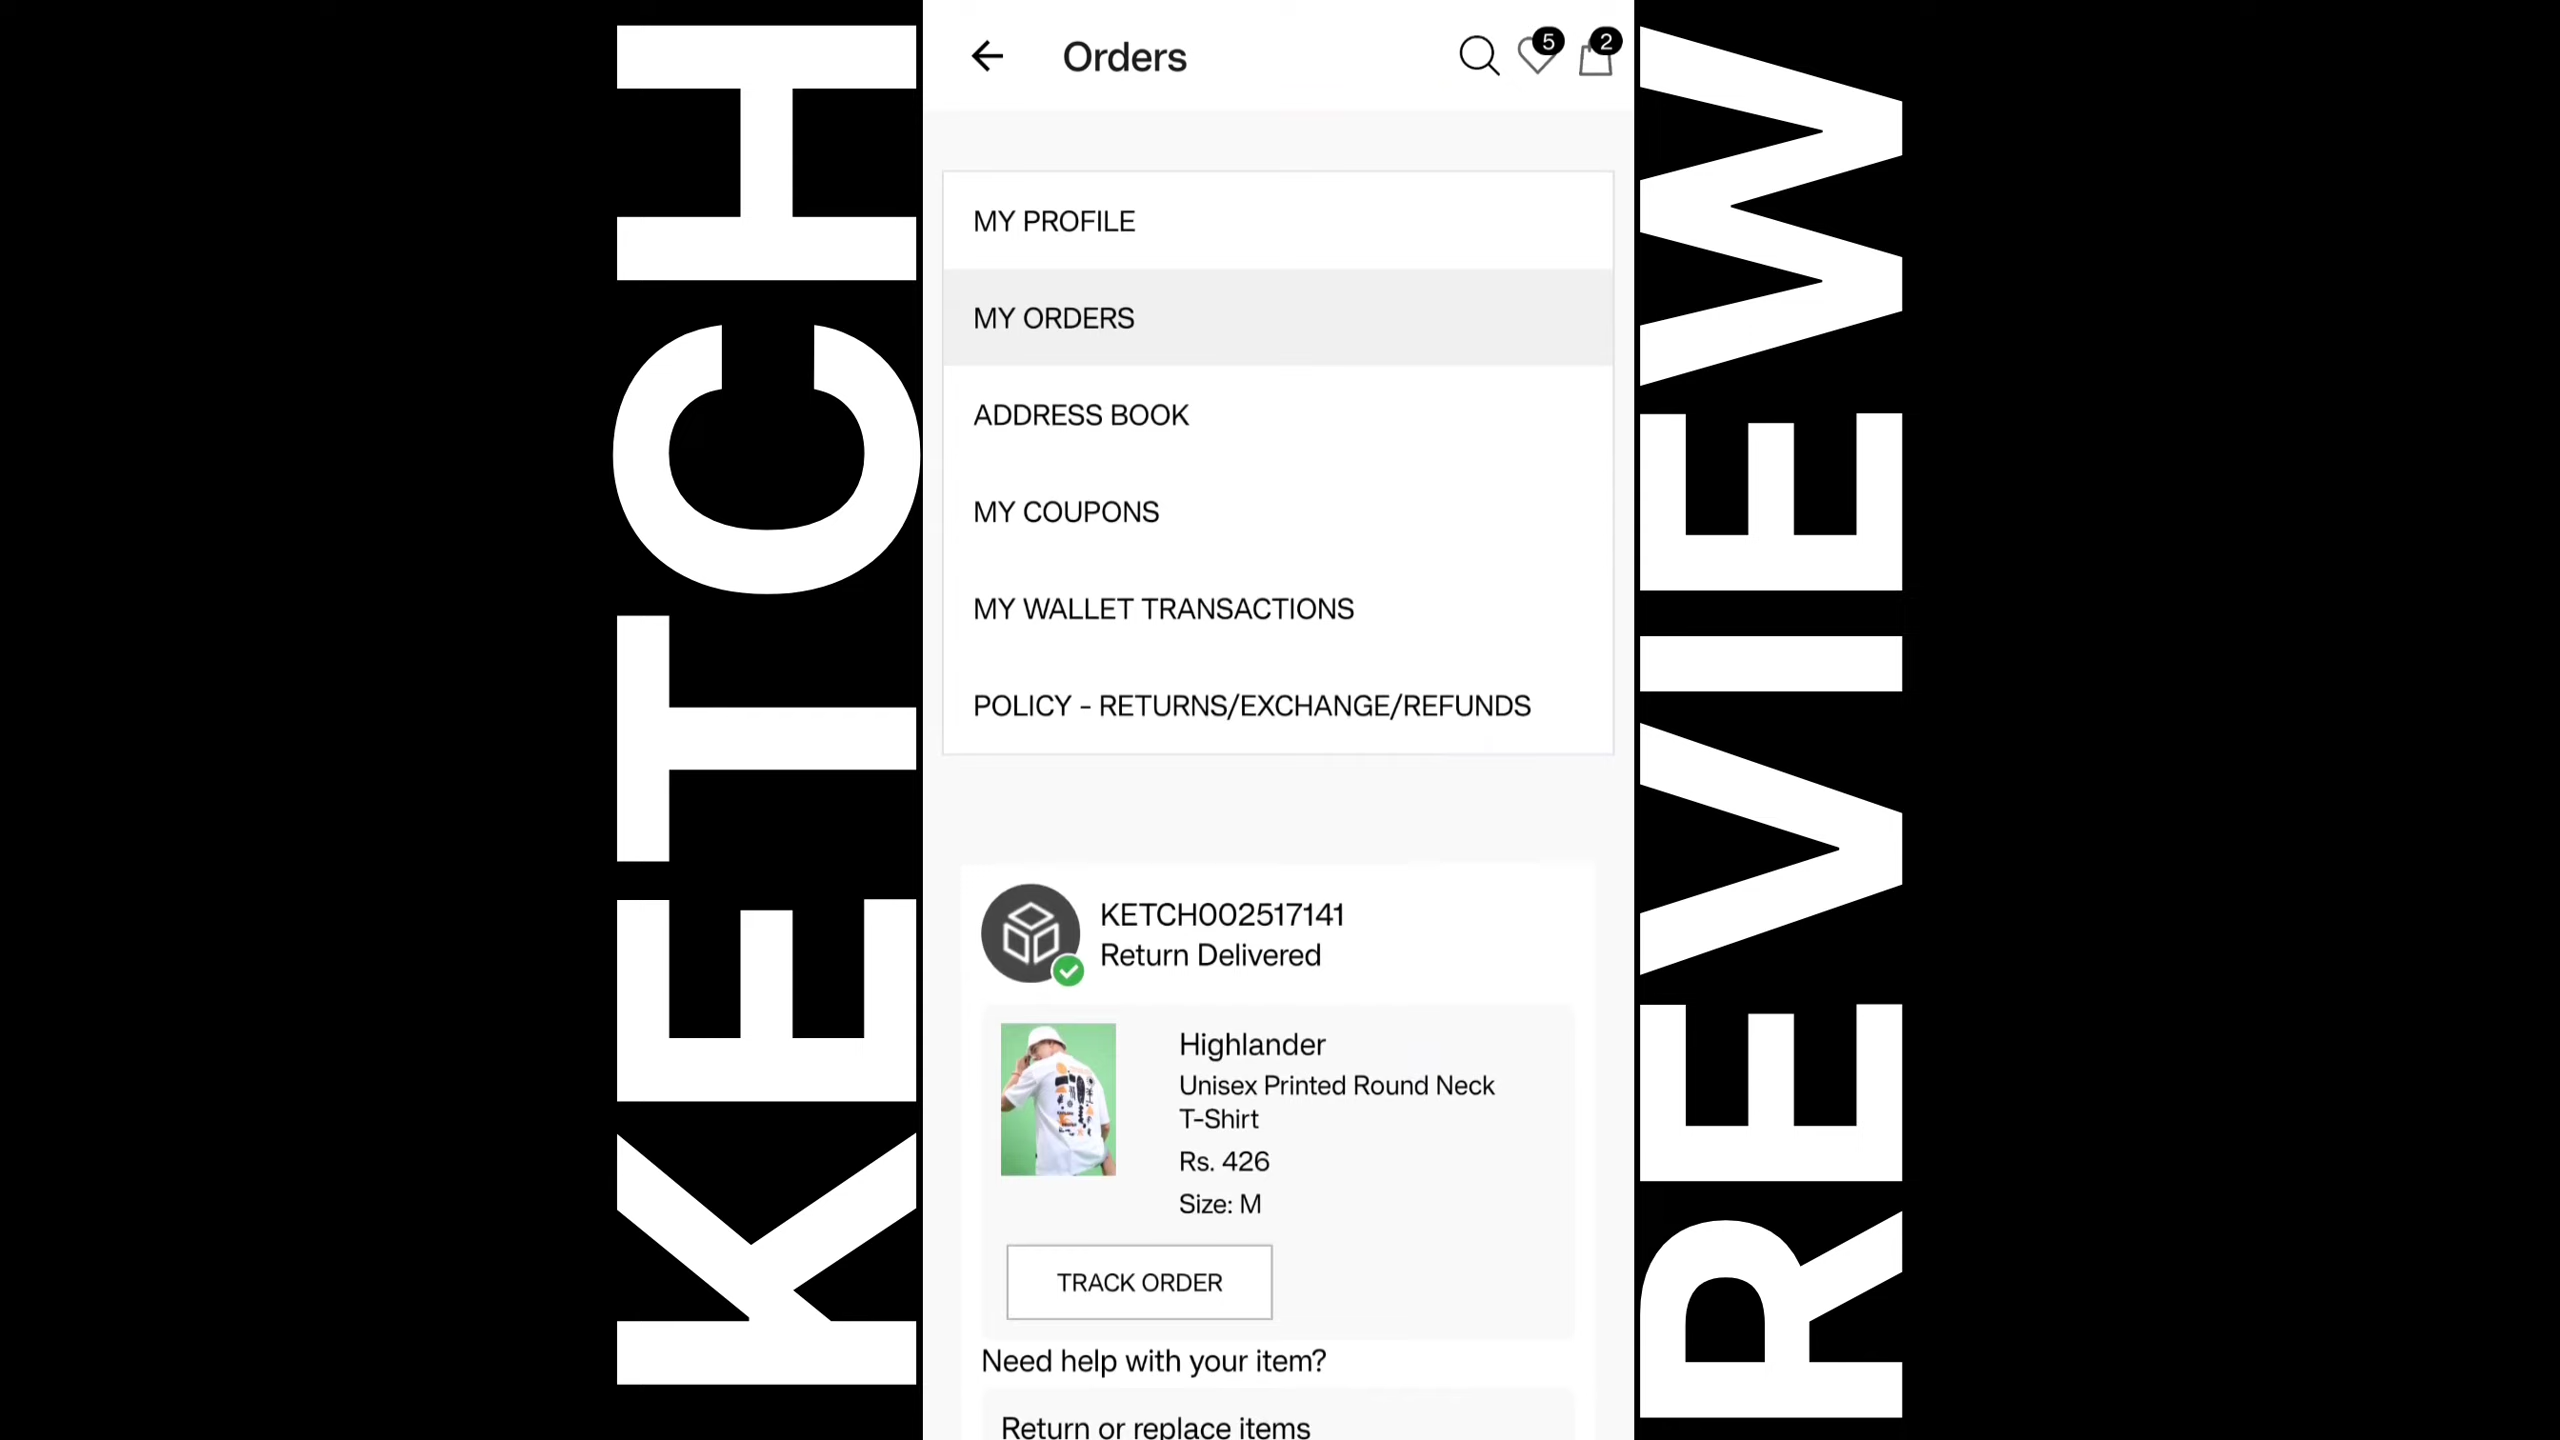 KETCH
Orders
5
2
MY PROFILE
MY ORDERS
ADDRESS BOOK
MY COUPONS
MY WALLET TRANSACTIONS
POLICY - RETURNS/EXCHANGE/REFUNDS
KETCH002517141
Return Delivered
Highlander
Unisex Printed Round Neck
T-Shirt
Rs. 426
Size: M
TRACK ORDER
Need help with your item?
Return or replace items
REVIEW